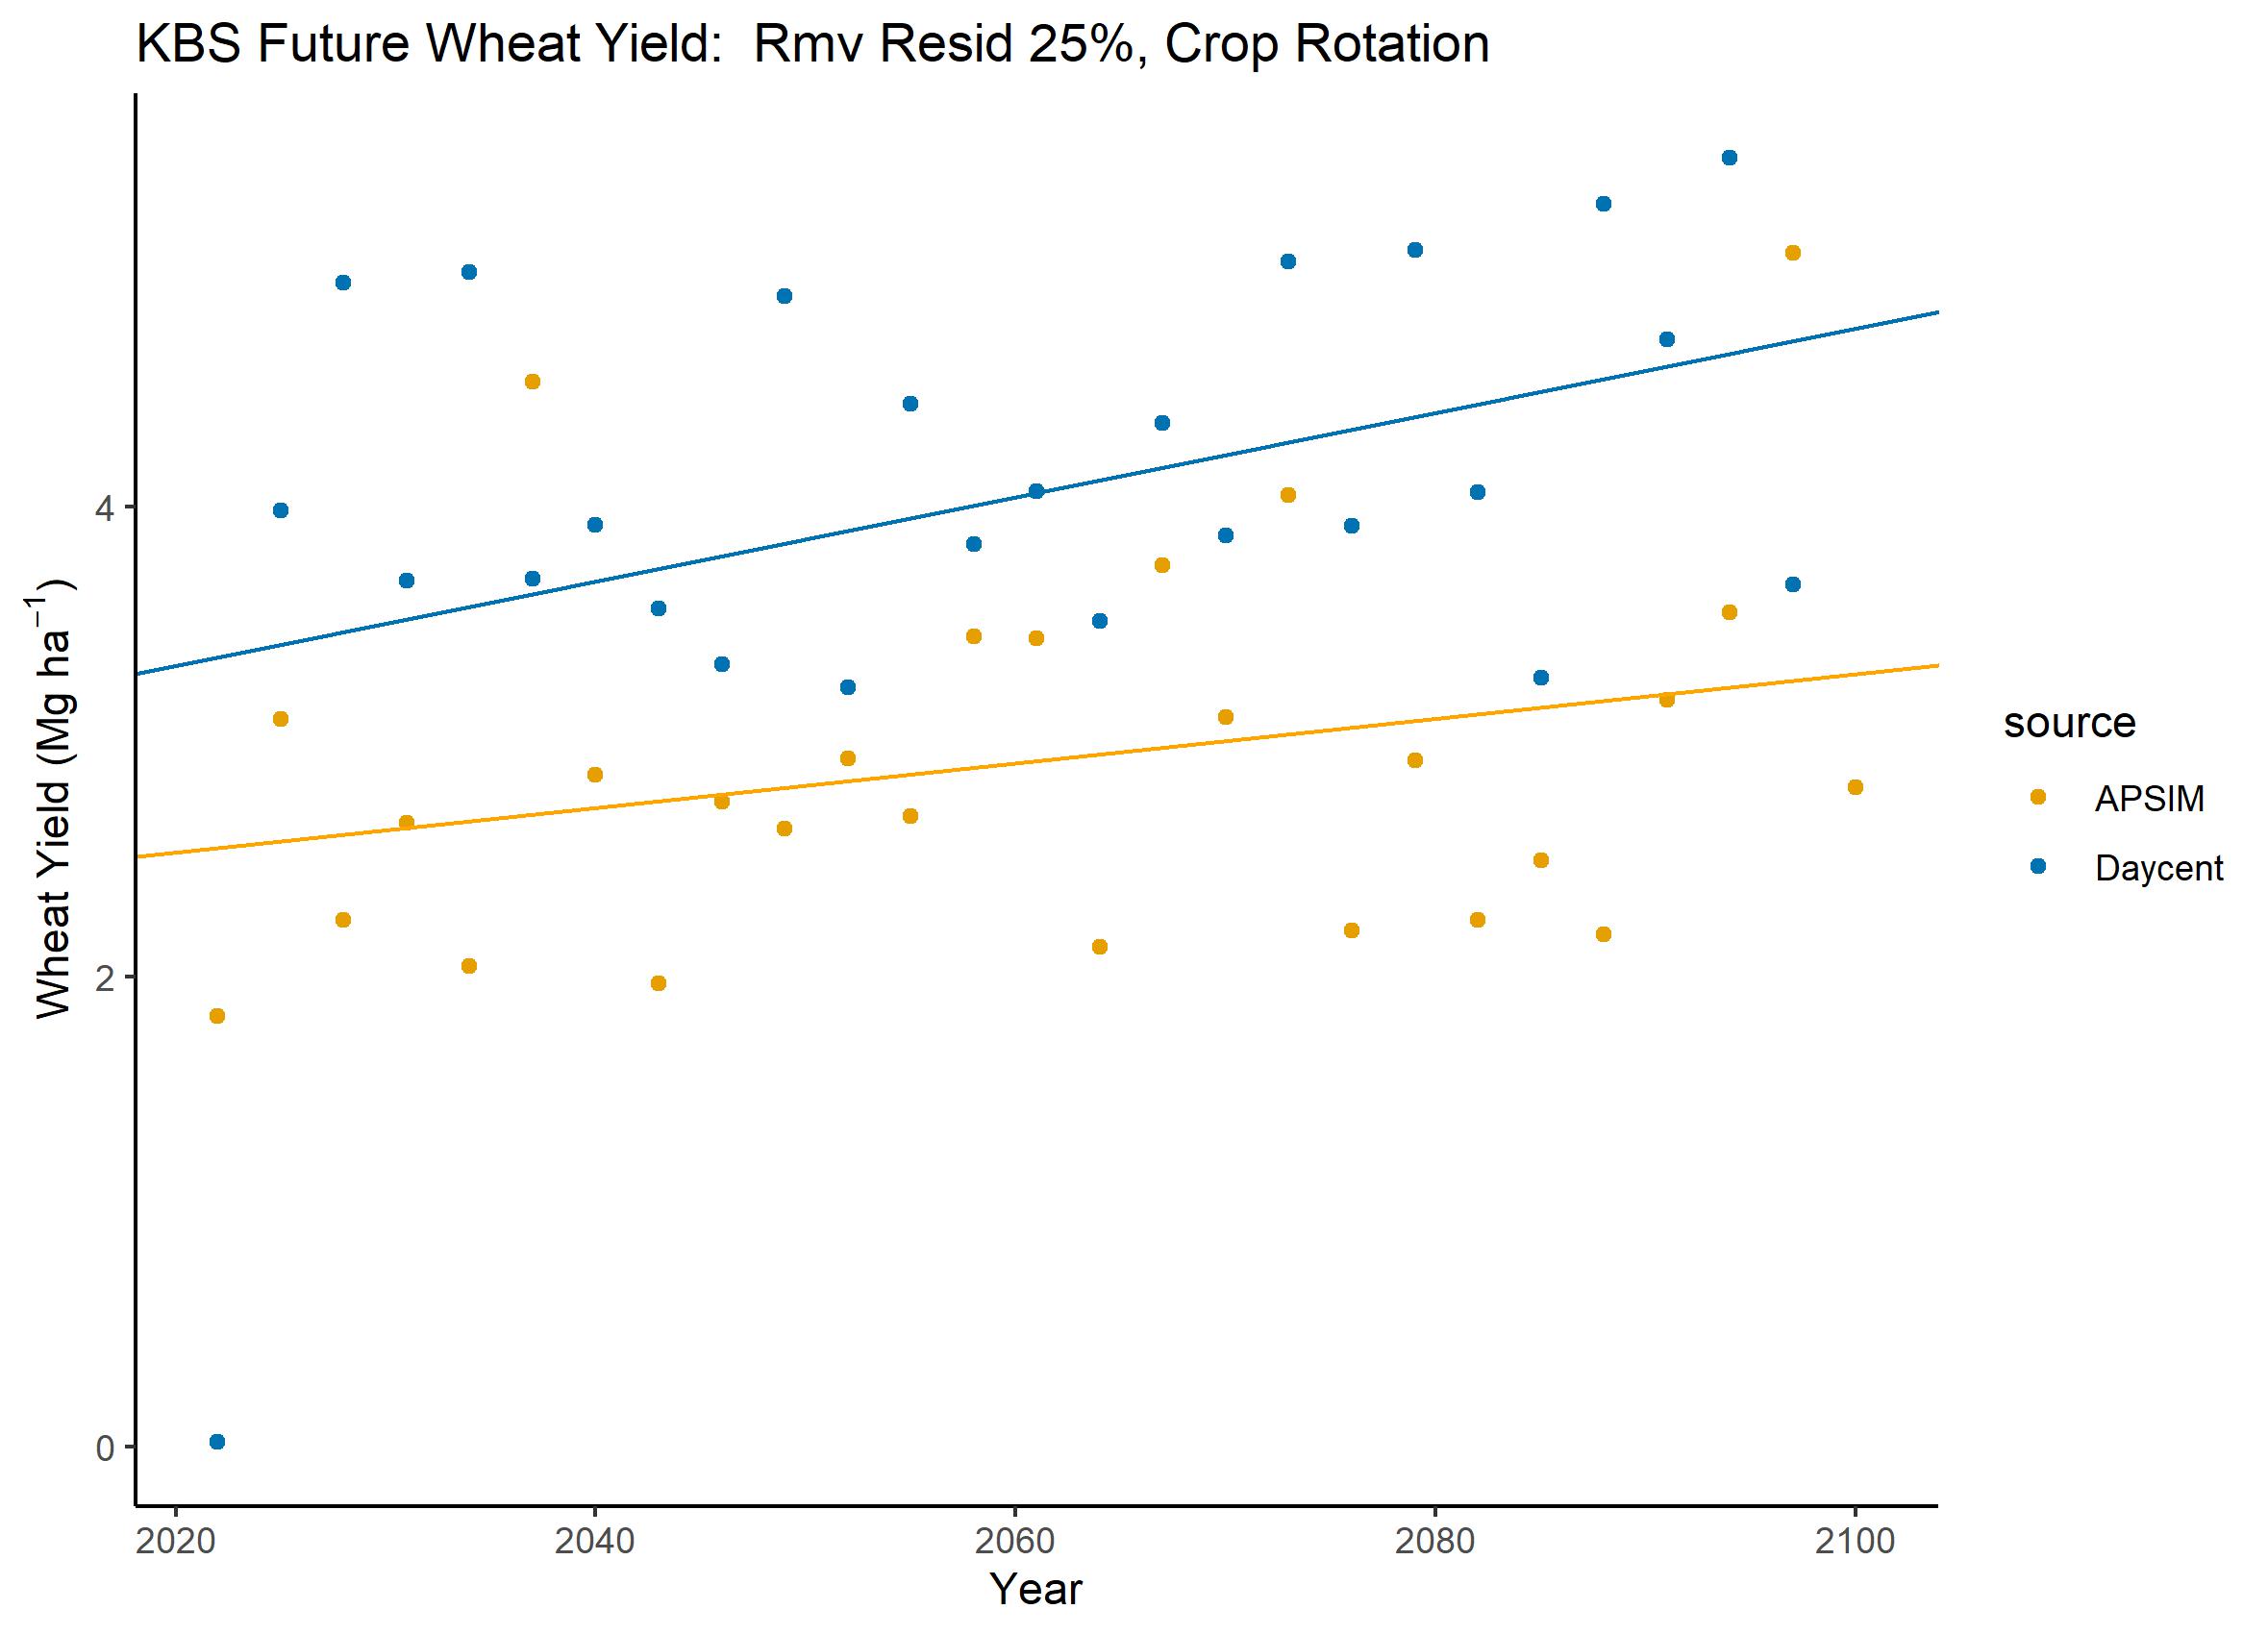 KBS Future Wheat Yield:  Rmv Resid 25%, Crop Rotation
Wheat Yield (Mg ha⁻¹)
4
2
0
2020 2040 2060 2080 2100
Year
source
APSIM
Daycent